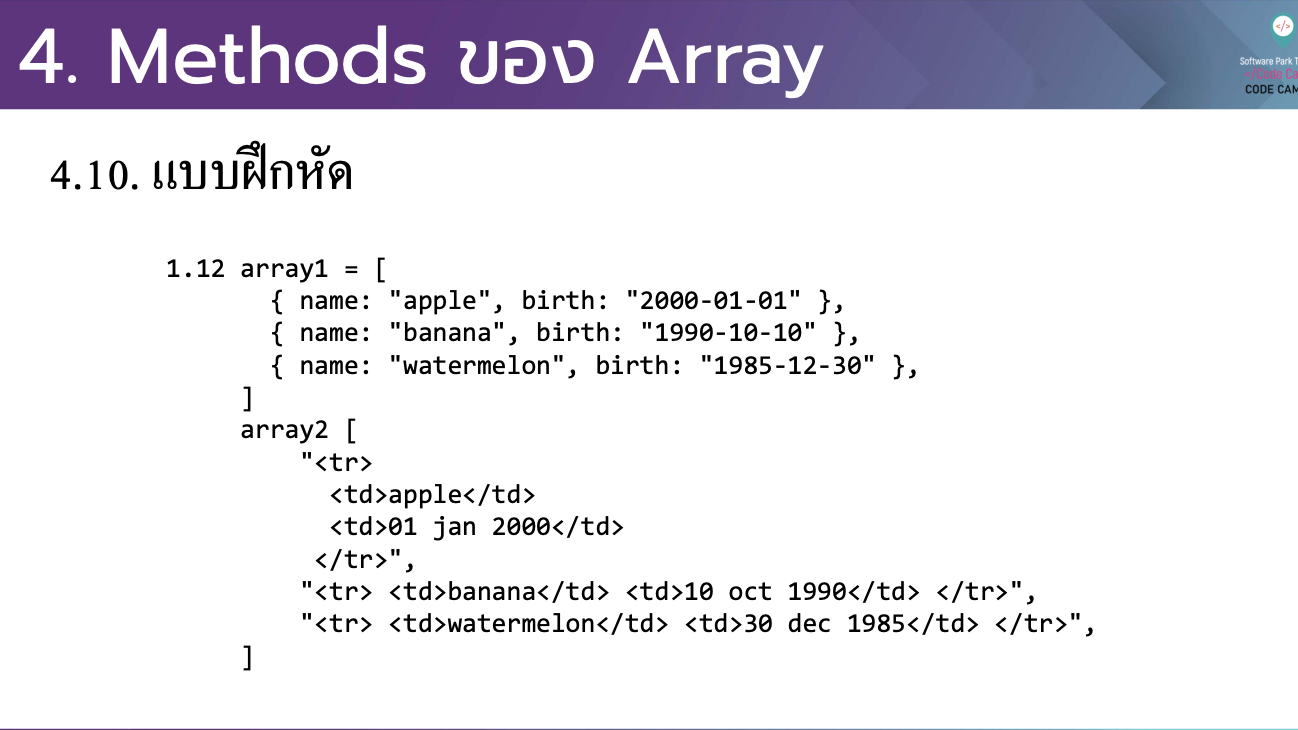 4. Methods ของ Array
Software Park
CODE
4.10. แบบฝึกหัด
1.12 array1 = [
{ name: "apple", birth: "2000-01-01" },
{ name: "banana", birth: "1990-10-10" },
{ name: "watermelon", birth: "1985-12-30" },
]
array2 [
"<tr>
<td>apple</td>
<td>01 jan 2000</td>
</tr>",
"<tr> <td>banana</td> <td>10 oct 1990</td> </tr>",
"<tr> <td>watermelon</td> <td>30 dec 1985</td> </tr>",
]